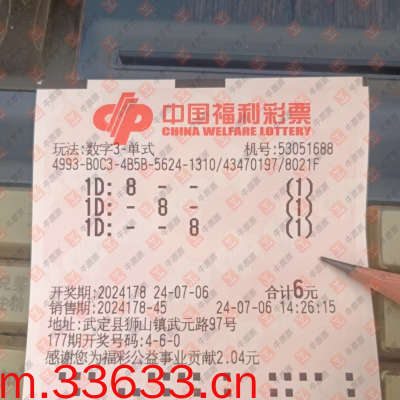 中国福利彩票
CHINA WELFARE LOTTERY
玩法:数字3-单式 机号:53051688
4993-B0C3-4B5B-5624-1310/43470197/8021F
1D: 8 - - (1)
1D: - 8 - (1)
1D: - - 8 (1)
开奖期:2024178 24-07-06 合计6元
销售期:2024178-45 24-07-06 14:26:15
地址:武定县狮山镇武元路97号
177期开奖号码:4-6-0
感谢您为福彩公益事业贡献2.04元
m.33633.cn